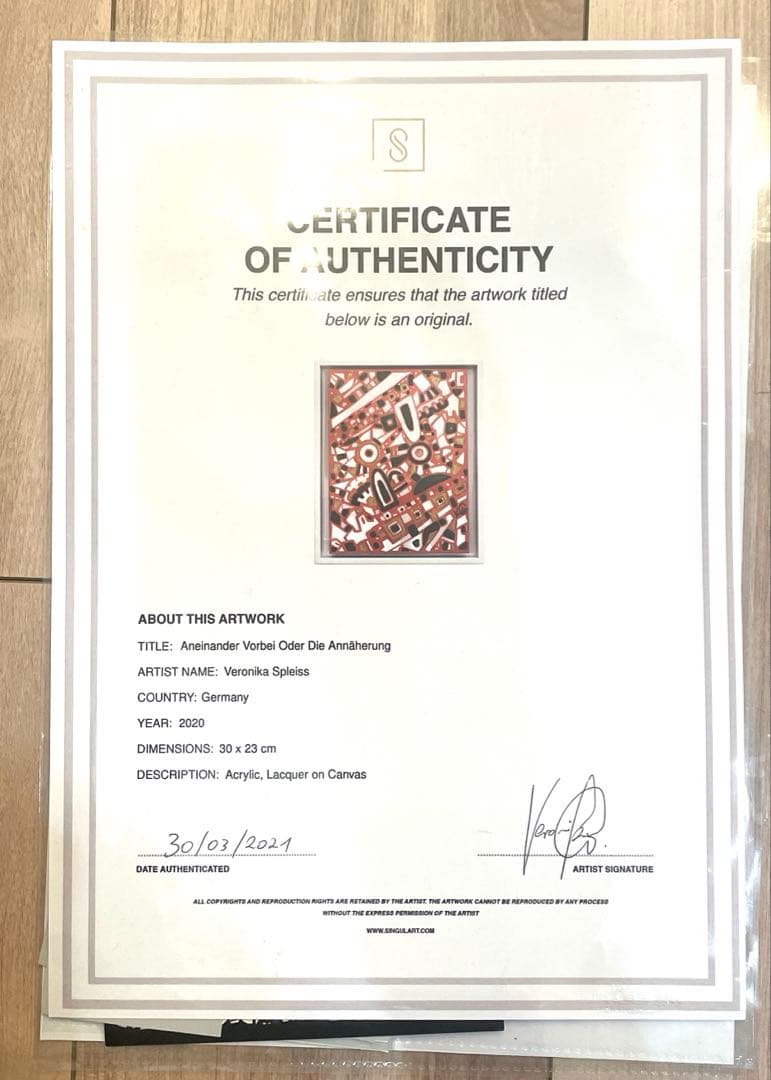 S
CERTIFICATE
OF AUTHENTICITY
This certificate ensures that the artwork titled
below is an original.
ABOUT THIS ARTWORK
TITLE: Aneinander Vorbei Oder Die Annäherung
ARTIST NAME: Veronika Spleiss
COUNTRY: Germany
YEAR: 2020
DIMENSIONS: 30 x 23 cm
DESCRIPTION: Acrylic, Lacquer on Canvas
30/03/2021
DATE AUTHENTICATED
ARTIST SIGNATURE
ALL COPYRIGHTS AND REPRODUCTION RIGHTS ARE RETAINED BY THE ARTIST. THE ARTWORK CANNOT BE REPRODUCED BY ANY PROCESS
WITHOUT THE EXPRESS PERMISSION OF THE ARTIST
WWW.SINGULART.COM